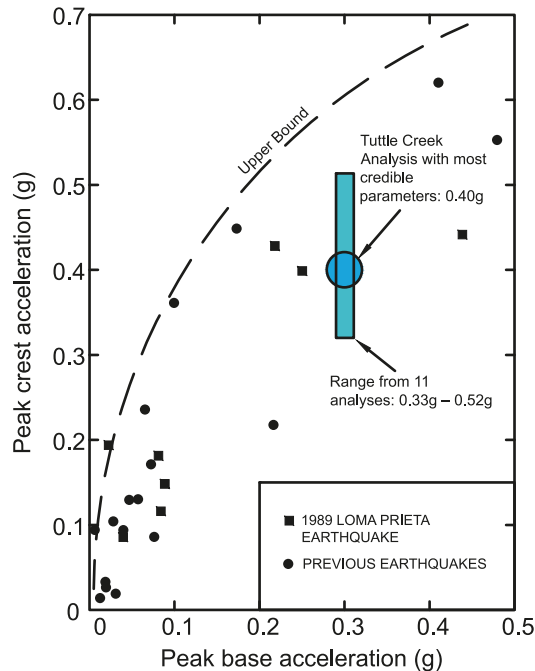 0.7
0.6
0.5
0.4
0.3
0.2
0.1
0
Peak crest acceleration (g)
Upper Bound
Tuttle Creek
Analysis with most
credible
parameters: 0.40g
Range from 11
analyses: 0.33g – 0.52g
1989 LOMA PRIETA
EARTHQUAKE
PREVIOUS EARTHQUAKES
0
0.1
0.2
0.3
0.4
0.5
Peak base acceleration (g)